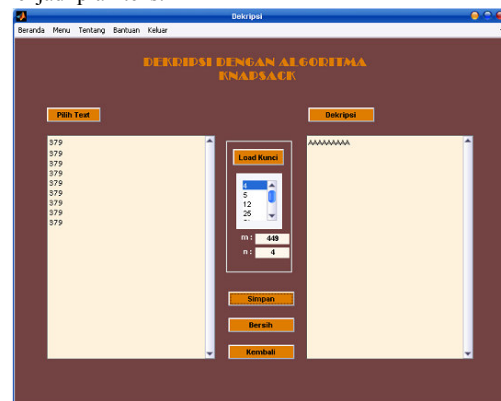 Dekripsi
Beranda Menu Tentang Bantuan Keluar
DEKRIPSI DENGAN ALGORITMA
KNAPSACK
Pilih Text
Dekripsi
379
379
379
379
379
379
379
379
379
Load Kunci
4
5
12
25
m : 449
n : 4
AAAAAAAAA
Simpan
Bersih
Kembali